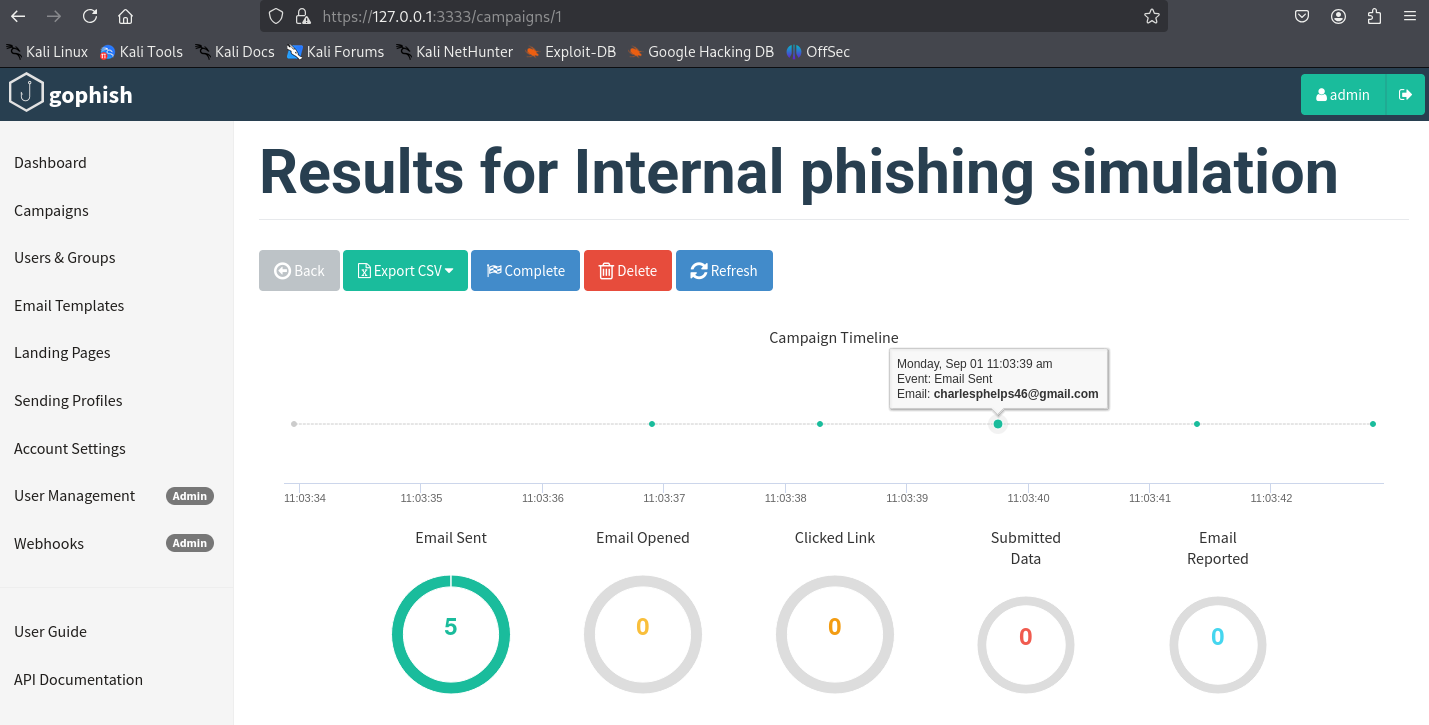 https://127.0.0.1:3333/campaigns/1
Kali Linux Kali Tools Kali Docs Kali Forums Kali NetHunter Exploit-DB Google Hacking DB OffSec
gophish
admin
Dashboard
Campaigns
Users & Groups
Email Templates
Landing Pages
Sending Profiles
Account Settings
User Management Admin
Webhooks Admin
User Guide
API Documentation
Results for Internal phishing simulation
Back Export CSV Complete Delete Refresh
Campaign Timeline
Monday, Sep 01 11:03:39 am
Event: Email Sent
Email: charlesphelps46@gmail.com
11:03:34 11:03:35 11:03:36 11:03:37 11:03:38 11:03:39 11:03:40 11:03:41 11:03:42
Email Sent
5
Email Opened
0
Clicked Link
0
Submitted
Data
0
Email
Reported
0